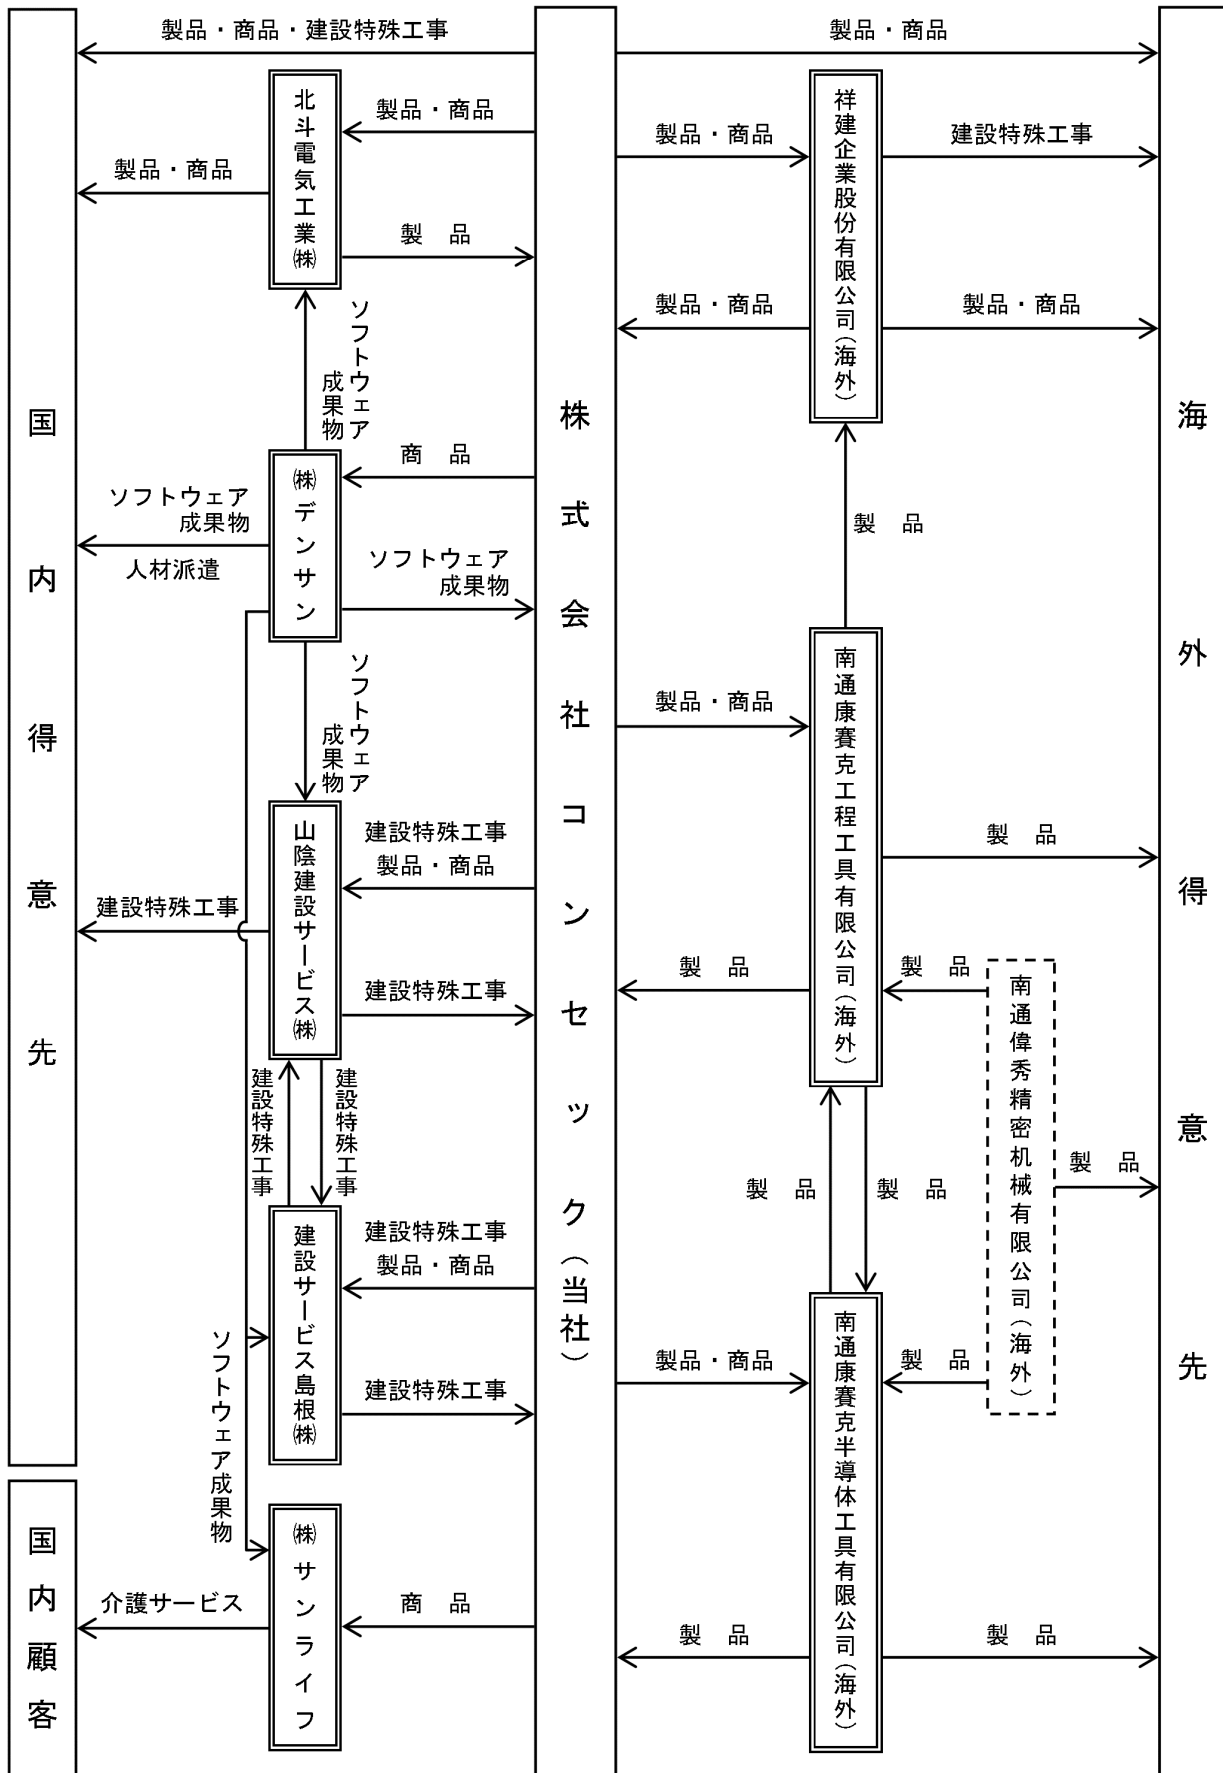 製品・商品・建設特殊工事
製品・商品
国内得意先
北斗電気工業㈱
製品・商品
製品・商品
製　品
ソフトウェア
成果物
㈱デンサン
商　品
ソフトウェア
成果物
人材派遣
ソフトウェア
成果物
ソフトウェア
成果物
山陰建設サービス㈱
建設特殊工事
製品・商品
建設特殊工事
建設特殊工事
建設特殊工事
建設特殊工事
建設サービス島根㈱
建設特殊工事
製品・商品
建設特殊工事
ソフトウェア成果物
国内顧客
㈱サンライフ
介護サービス
商　品
株式会社コンセック（当社）
祥建企業股份有限公司（海外）
製品・商品
建設特殊工事
製品・商品
製品・商品
製　品
南通康賽克工程工具有限公司（海外）
製品・商品
製　品
製　品
製　品
南通偉秀精密机械有限公司（海外）
製　品
製　品
製　品
製　品
南通康賽克半導体工具有限公司（海外）
製品・商品
製　品
製　品
海外得意先